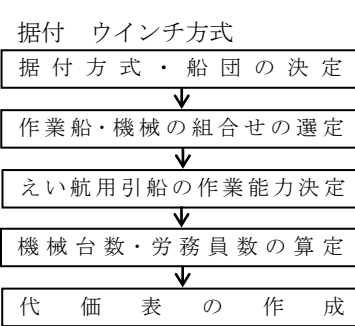 据付　ウインチ方式
据付方式・船団の決定
作業船・機械の組合せの選定
えい航用引船の作業能力決定
機械台数・労務員数の算定
代価表の作成